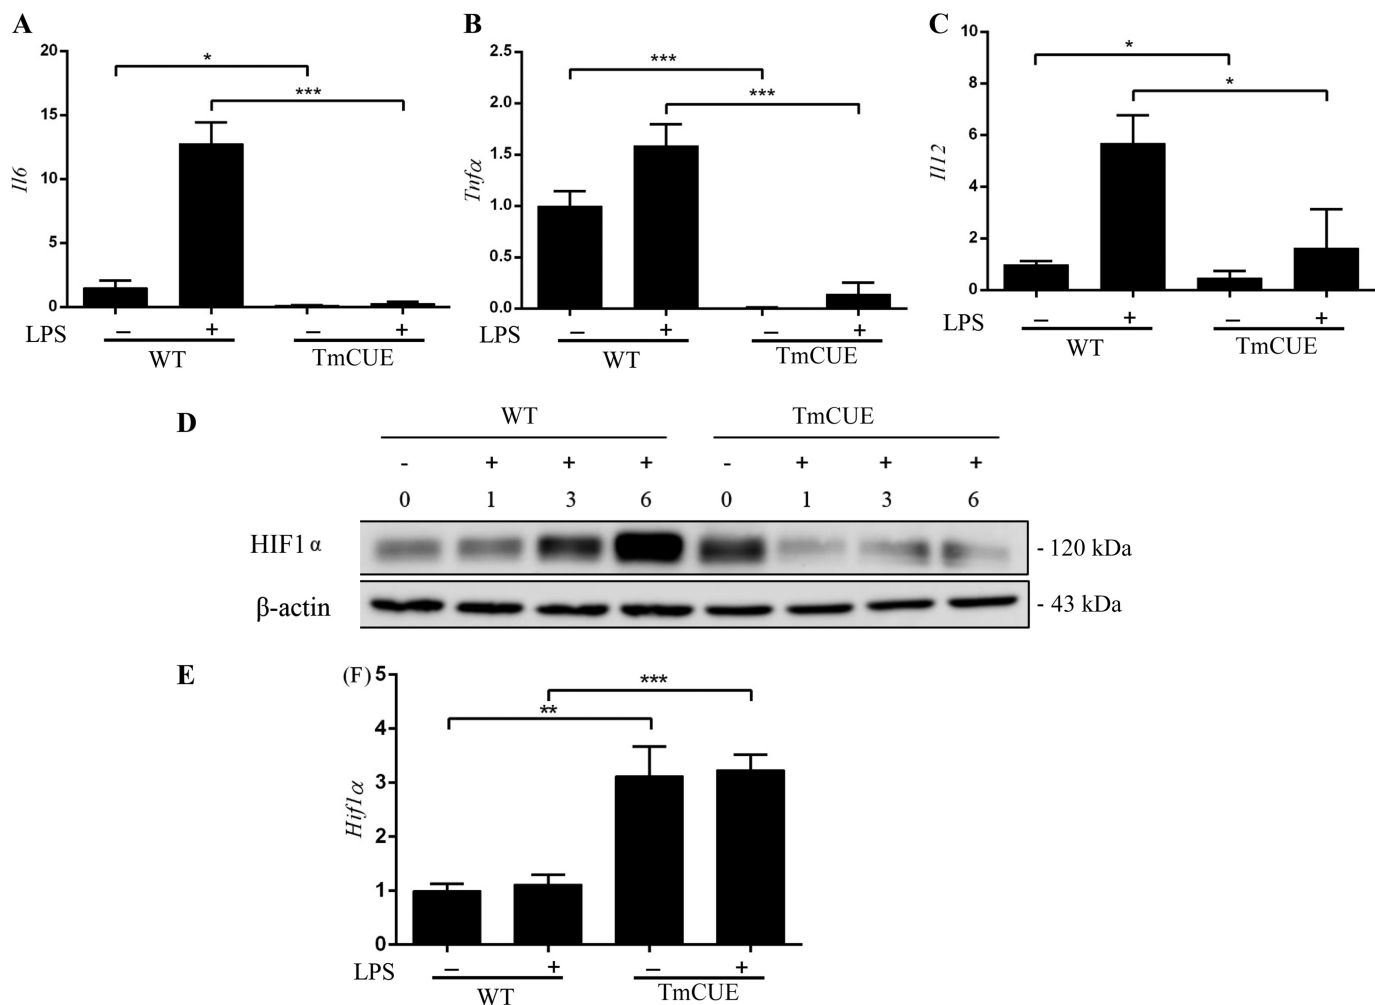 A
20
15
10
5
0
Il6
*
***
LPS
– + – +
WT TmCUE
B
2.5
2.0
1.5
1.0
0.5
0.0
Tnfα
***
***
LPS
– + – +
WT TmCUE
C
10
8
6
4
2
0
Il12
*
*
LPS
– + – +
WT TmCUE
D
WT TmCUE
- + + + - + + +
0 1 3 6 0 1 3 6
HIF1α - 120 kDa
β-actin - 43 kDa
E
(F)
5
4
3
2
1
0
Hif1α
***
**
LPS
– + – +
WT TmCUE